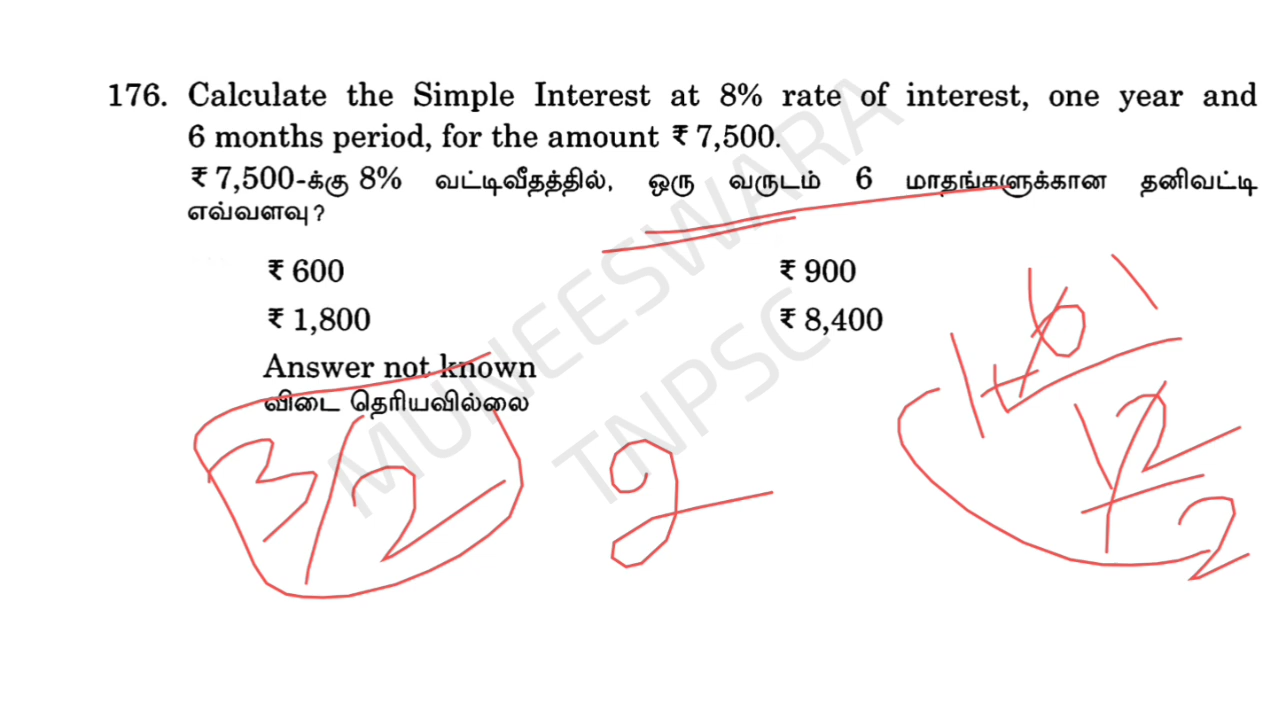 176. Calculate the Simple Interest at 8% rate of interest, one year and
6 months period, for the amount ₹ 7,500.
₹ 7,500-க்கு 8% வட்டிவீதத்தில், ஒரு வருடம் 6 மாதங்களுக்கான தனிவட்டி
எவ்வளவு?
₹ 600 ₹ 900
₹ 1,800 ₹ 8,400
Answer not known
விடை தெரியவில்லை
MUNEESWARA
TNPSC
1 + 6 1
12
2
3/2